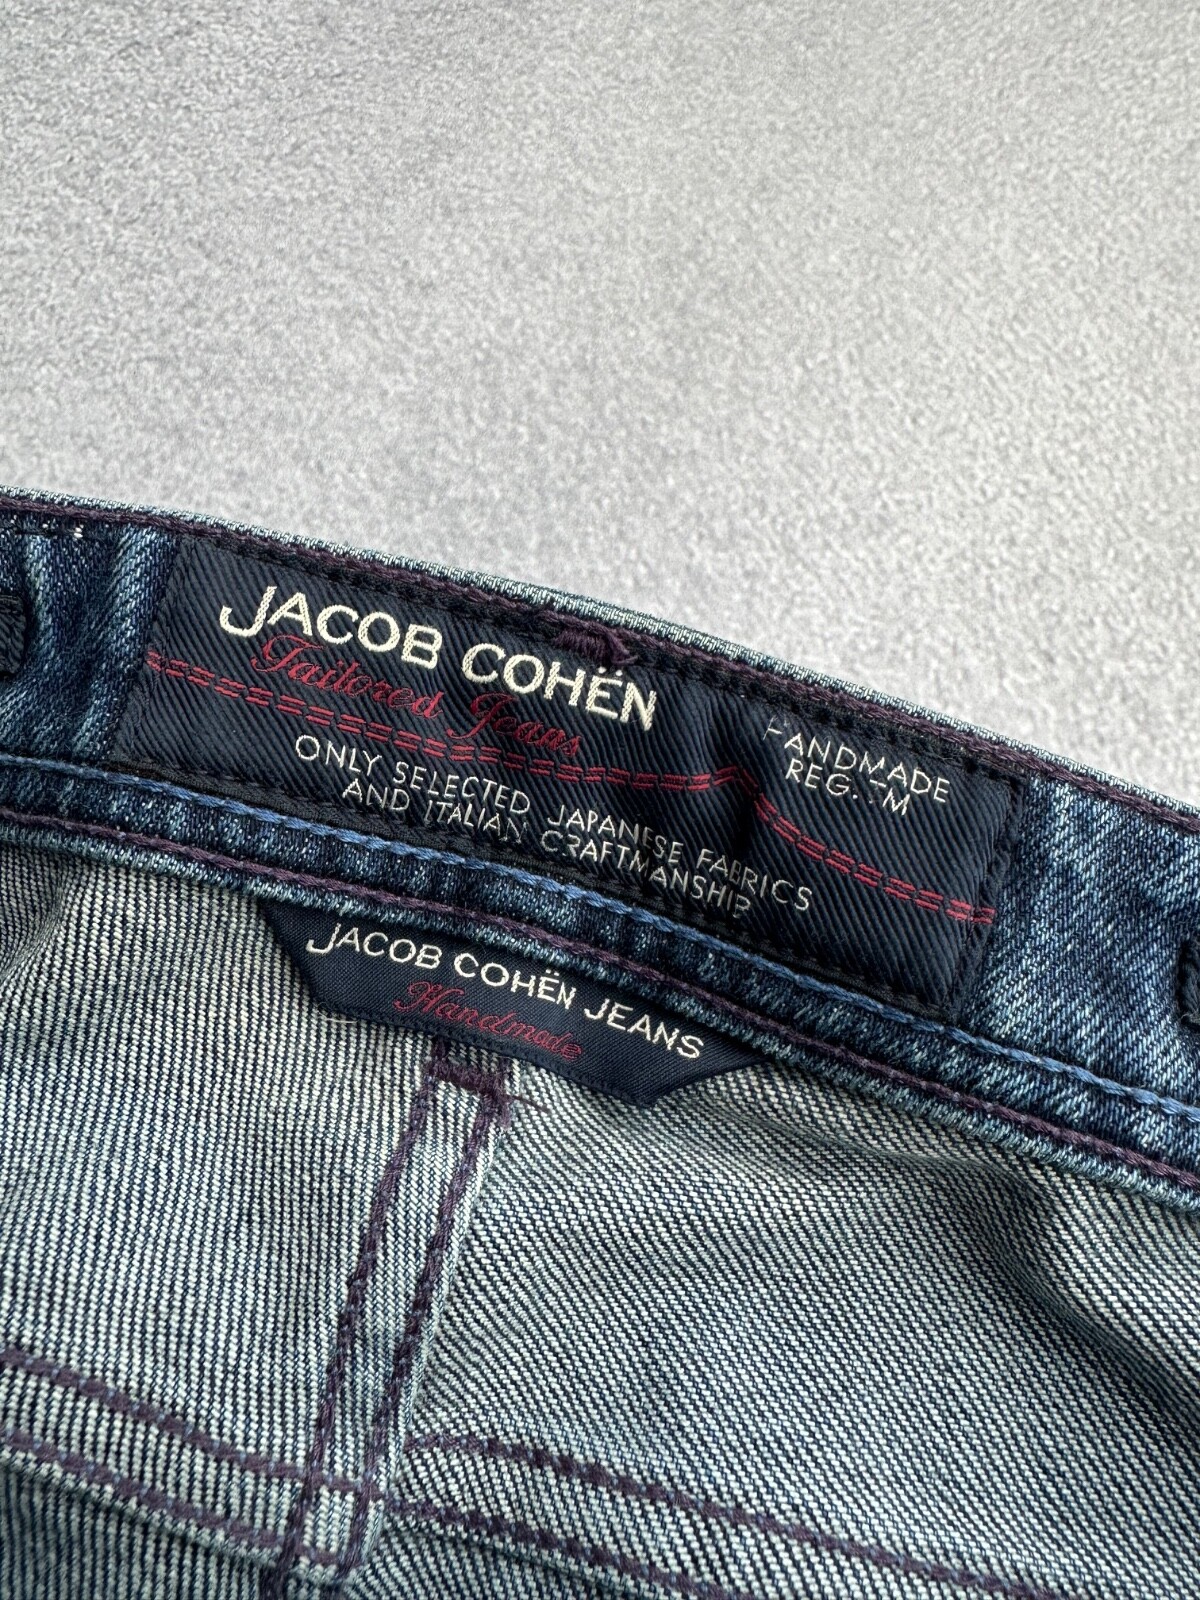 JACOB COHËN
Tailored Jeans
HANDMADE
REG.TM
ONLY SELECTED JAPANESE FABRICS
AND ITALIAN CRAFTMANSHIP
JACOB COHËN JEANS
Handmade